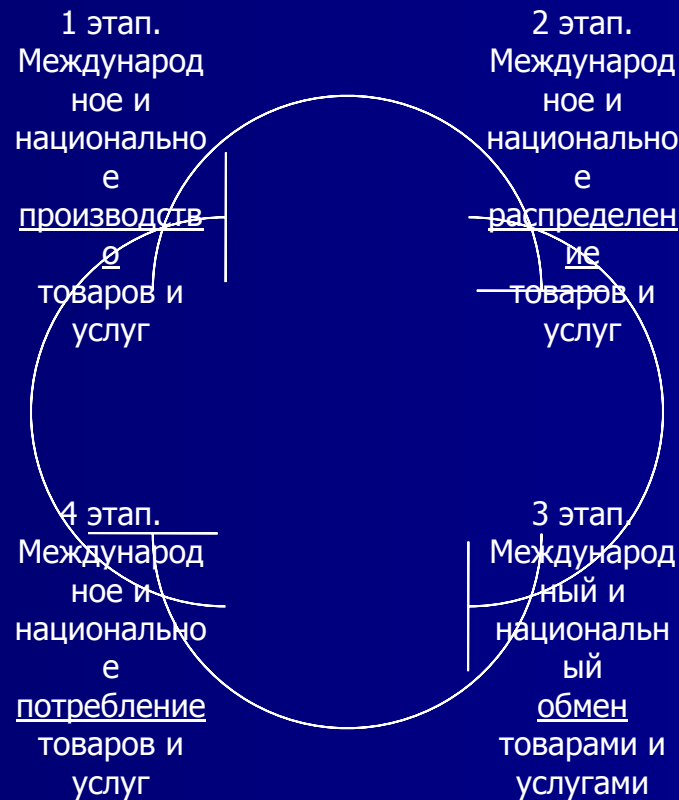 1 этап.
Международ
ное и
национально
е
производств
о
товаров и
услуг
2 этап.
Международ
ное и
национально
е
распределен
ие
товаров и
услуг
4 этап.
Международ
ное и
национально
е
потребление
товаров и
услуг
3 этап.
Международ
ный и
национальн
ый
обмен
товарами и
услугами